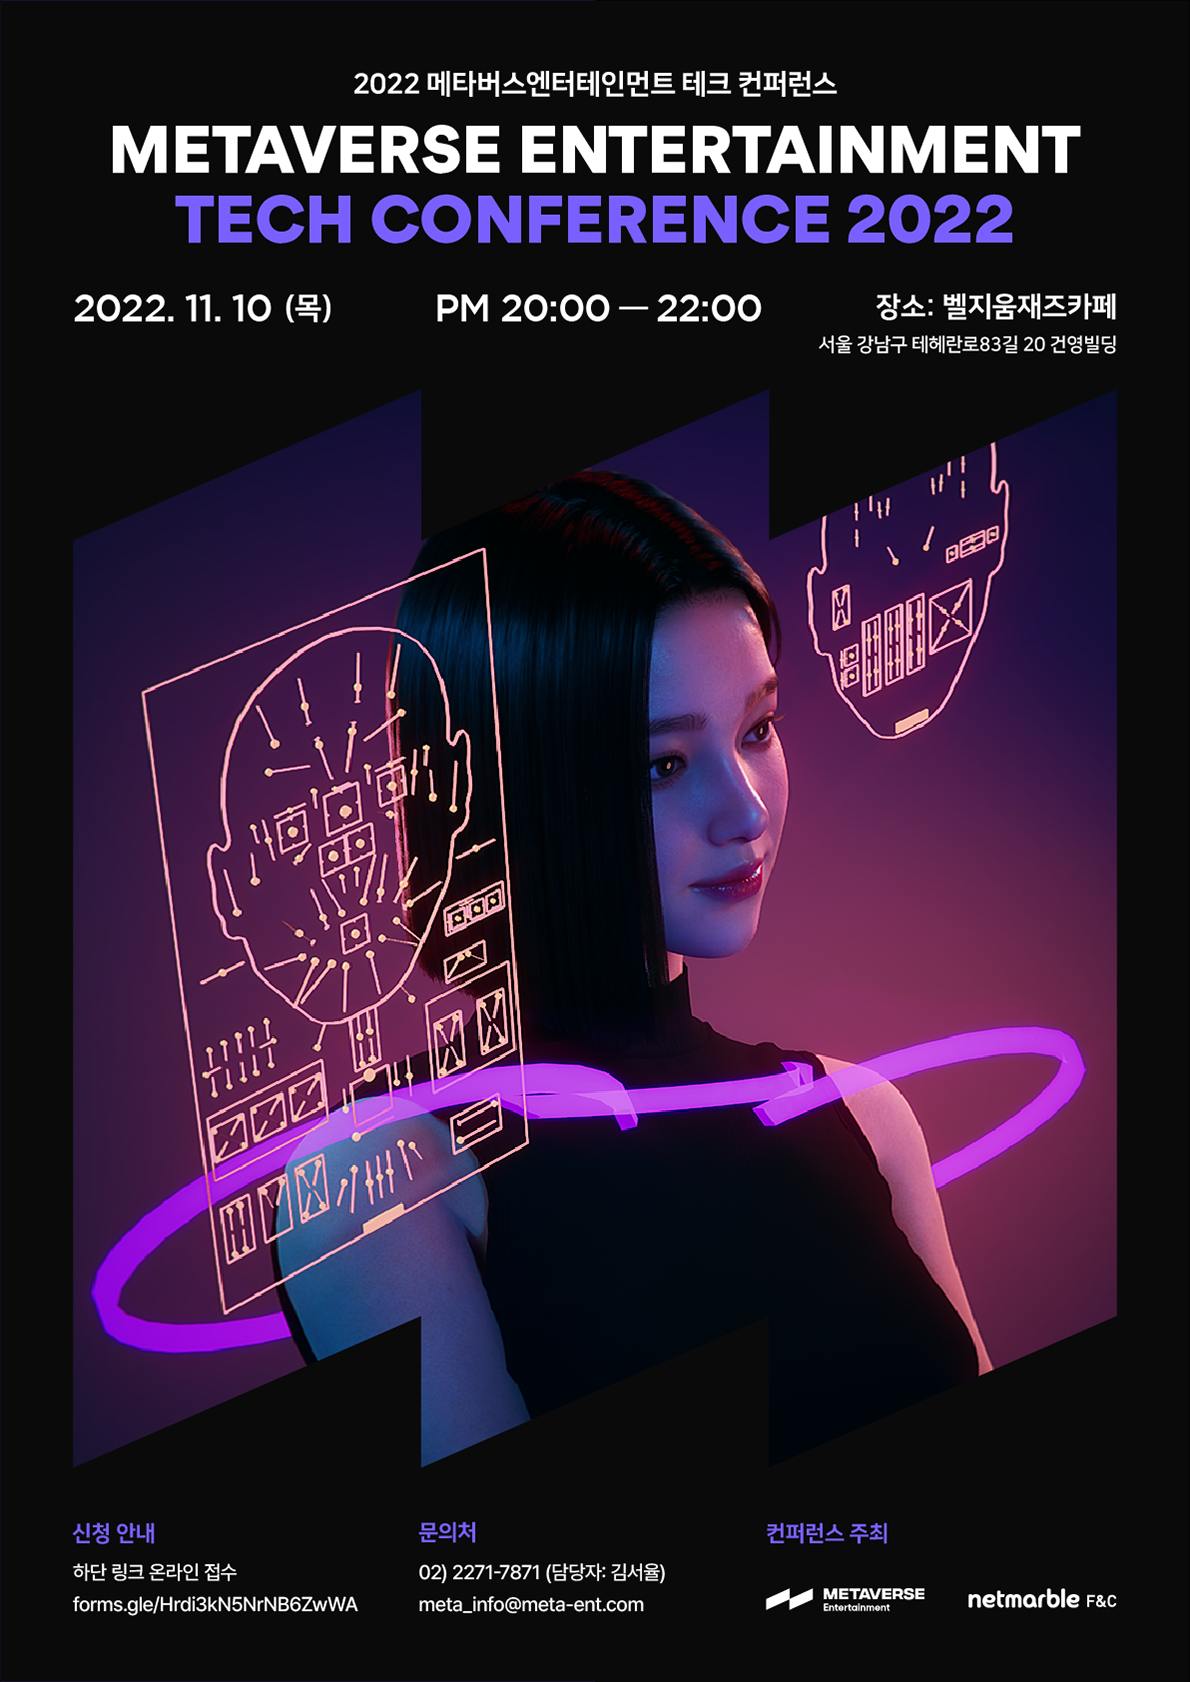 2022 메타버스엔터테인먼트 테크 컨퍼런스
METAVERSE ENTERTAINMENT
TECH CONFERENCE 2022
2022. 11. 10 (목)
PM 20:00 — 22:00
장소: 벨지움재즈카페
서울 강남구 테헤란로83길 20 건영빌딩
신청 안내
하단 링크 온라인 접수
forms.gle/Hrdi3kN5NrNB6ZwWA
문의처
02) 2271-7871 (담당자: 김서율)
meta_info@meta-ent.com
컨퍼런스 주최
METAVERSE
Entertainment
netmarble F&C